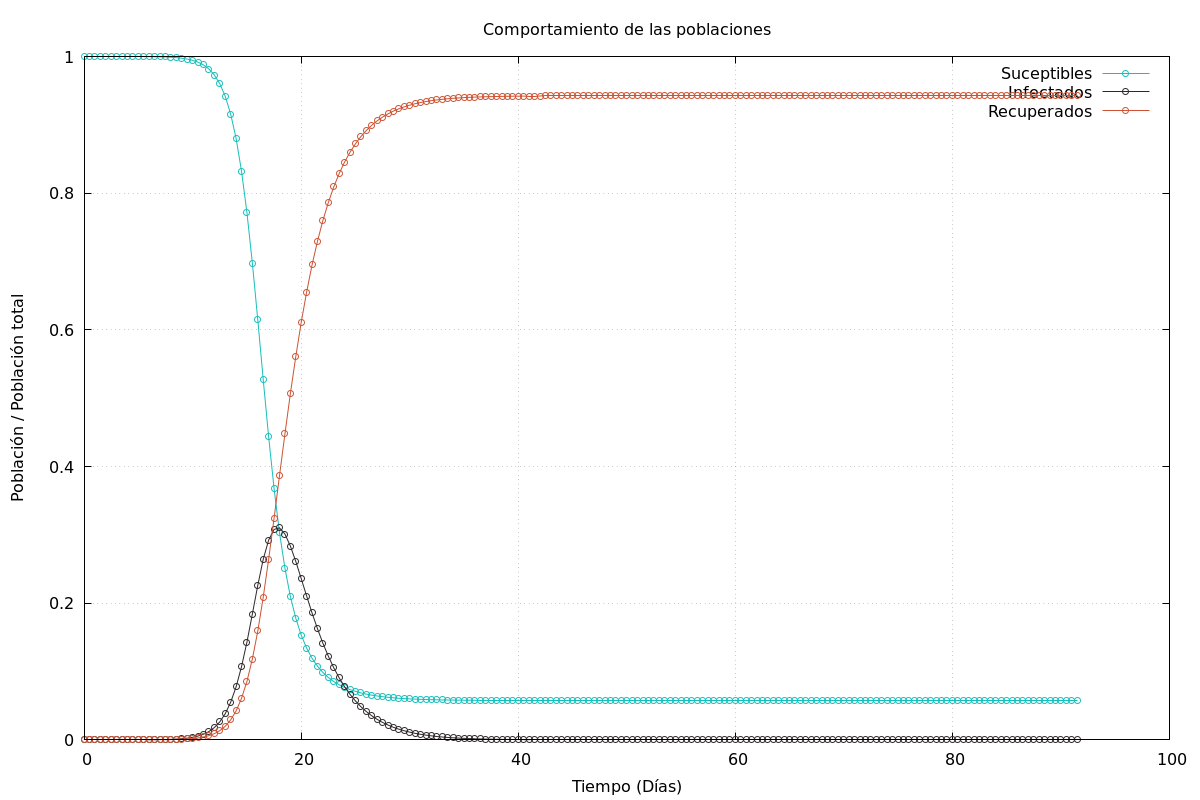 Comportamiento de las poblaciones
Suceptibles
Infectados
Recuperados
1
0.8
0.6
0.4
0.2
0
0 20 40 60 80 100
Población / Población total
Tiempo (Días)